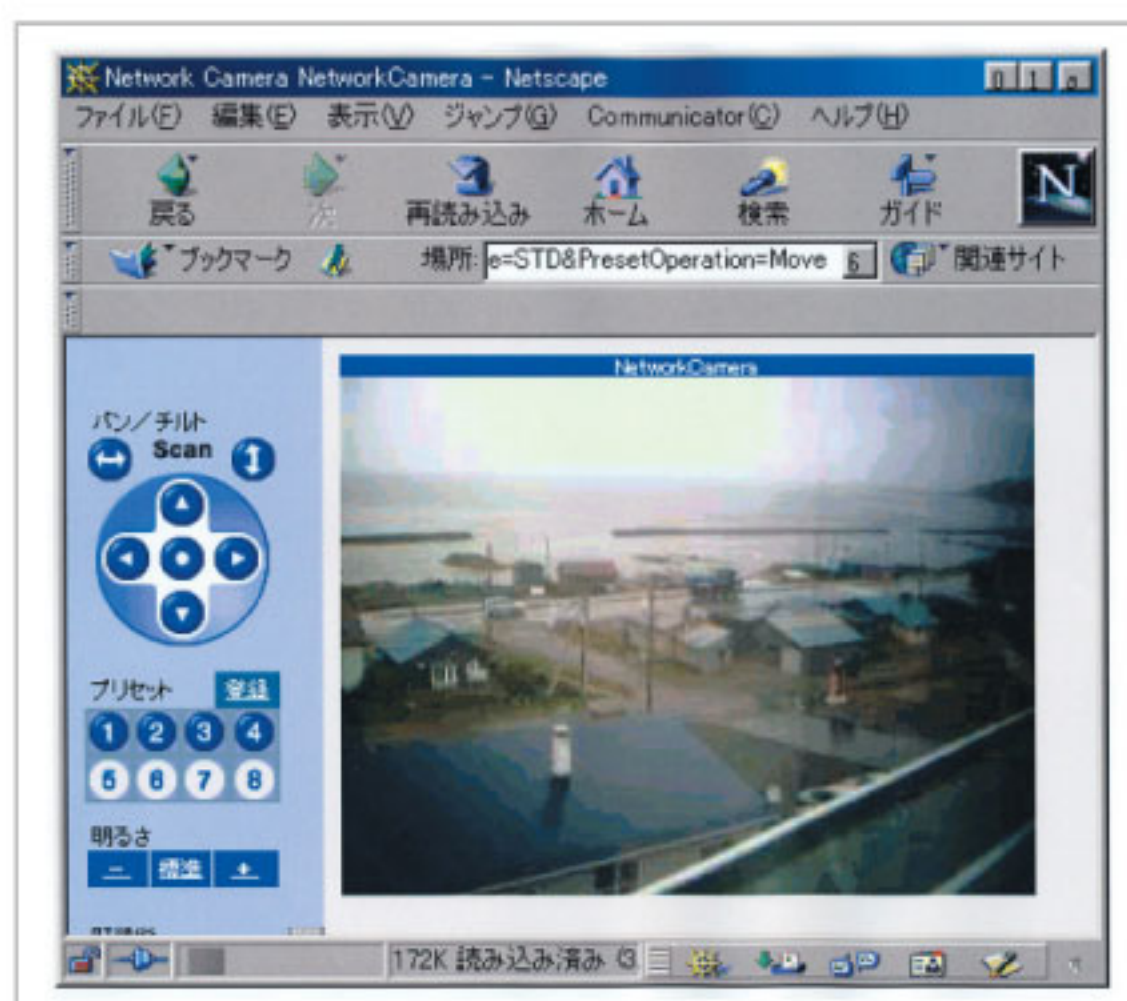 Network Camera NetworkCamera - Netscape
ファイル(F) 編集(E) 表示(V) ジャンプ(G) Communicator(C) ヘルプ(H)
戻る 次 再読み込み ホーム 検索 ガイド N
ブックマーク 場所: e=STD&PresetOperation=Move 関連サイト
NetworkCamera
パン/チルト
Scan
プリセット 登録
1 2 3 4
5 6 7 8
明るさ
- 標準 +
172K 読み込み済み (3